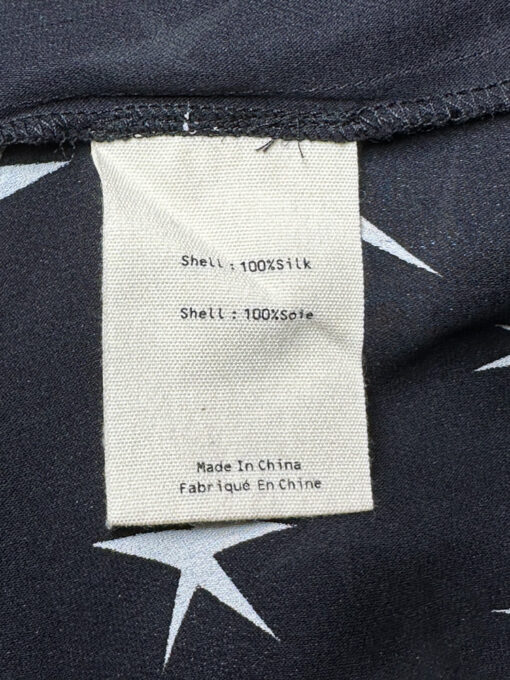 Shell : 100%Silk
Shell : 100%Soie
Made In China
Fabriqué En Chine